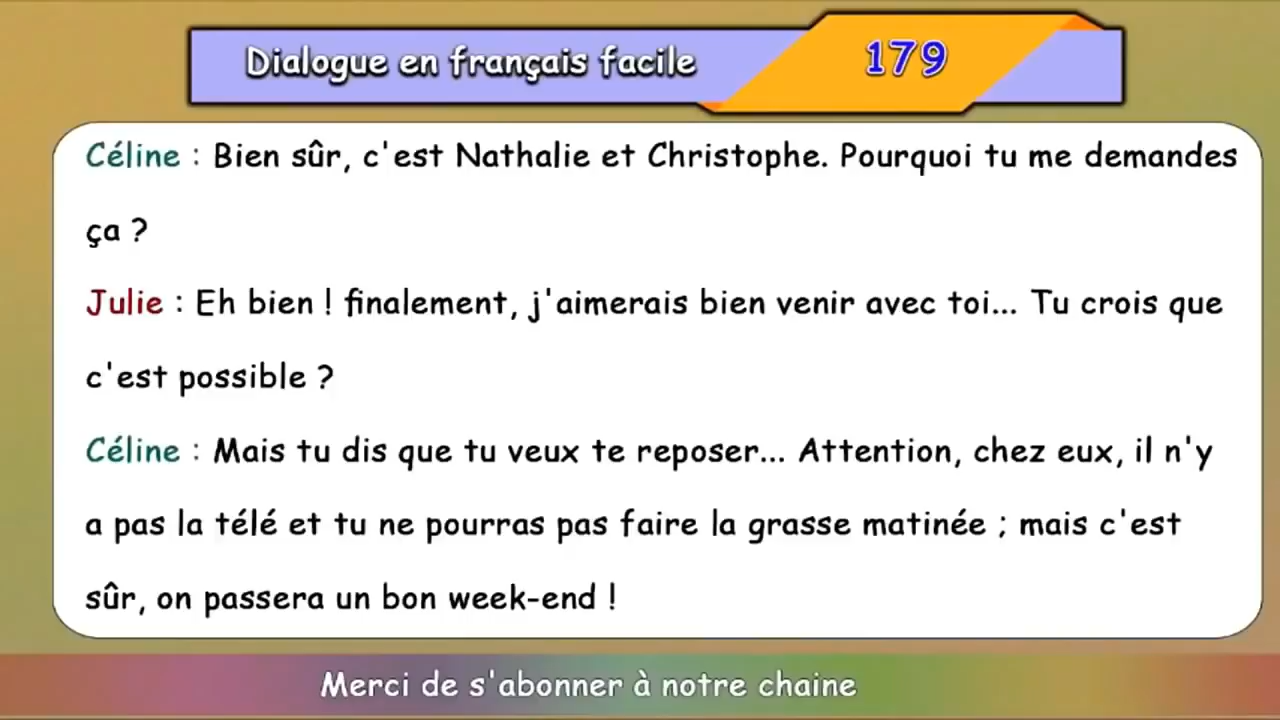 Dialogue en français facile
179
Céline : Bien sûr, c'est Nathalie et Christophe. Pourquoi tu me demandes
ça ?
Julie : Eh bien ! finalement, j'aimerais bien venir avec toi... Tu crois que
c'est possible ?
Céline : Mais tu dis que tu veux te reposer... Attention, chez eux, il n'y
a pas la télé et tu ne pourras pas faire la grasse matinée ; mais c'est
sûr, on passera un bon week-end !
Merci de s'abonner à notre chaine